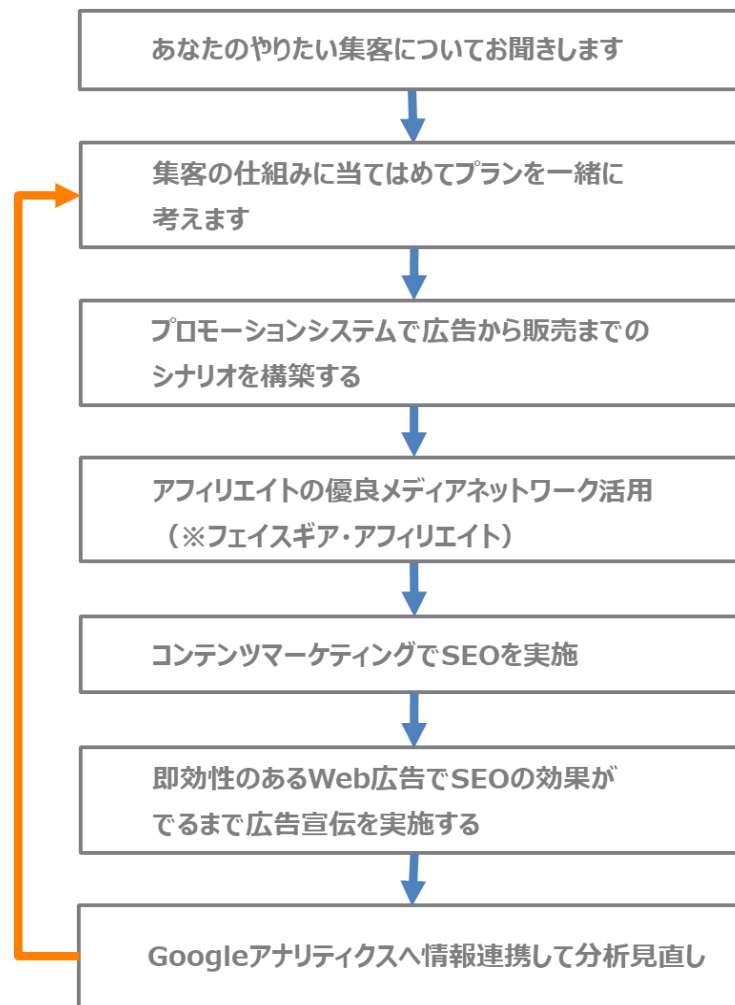 あなたのやりたい集客についてお聞きします
集客の仕組みに当てはめてプランを一緒に
考えます
プロモーションシステムで広告から販売までの
シナリオを構築する
アフィリエイトの優良メディアネットワーク活用
（※フェイスギア・アフィリエイト）
コンテンツマーケティングでSEOを実施
即効性のあるWeb広告でSEOの効果が
でるまで広告宣伝を実施する
Googleアナリティクスへ情報連携して分析見直し